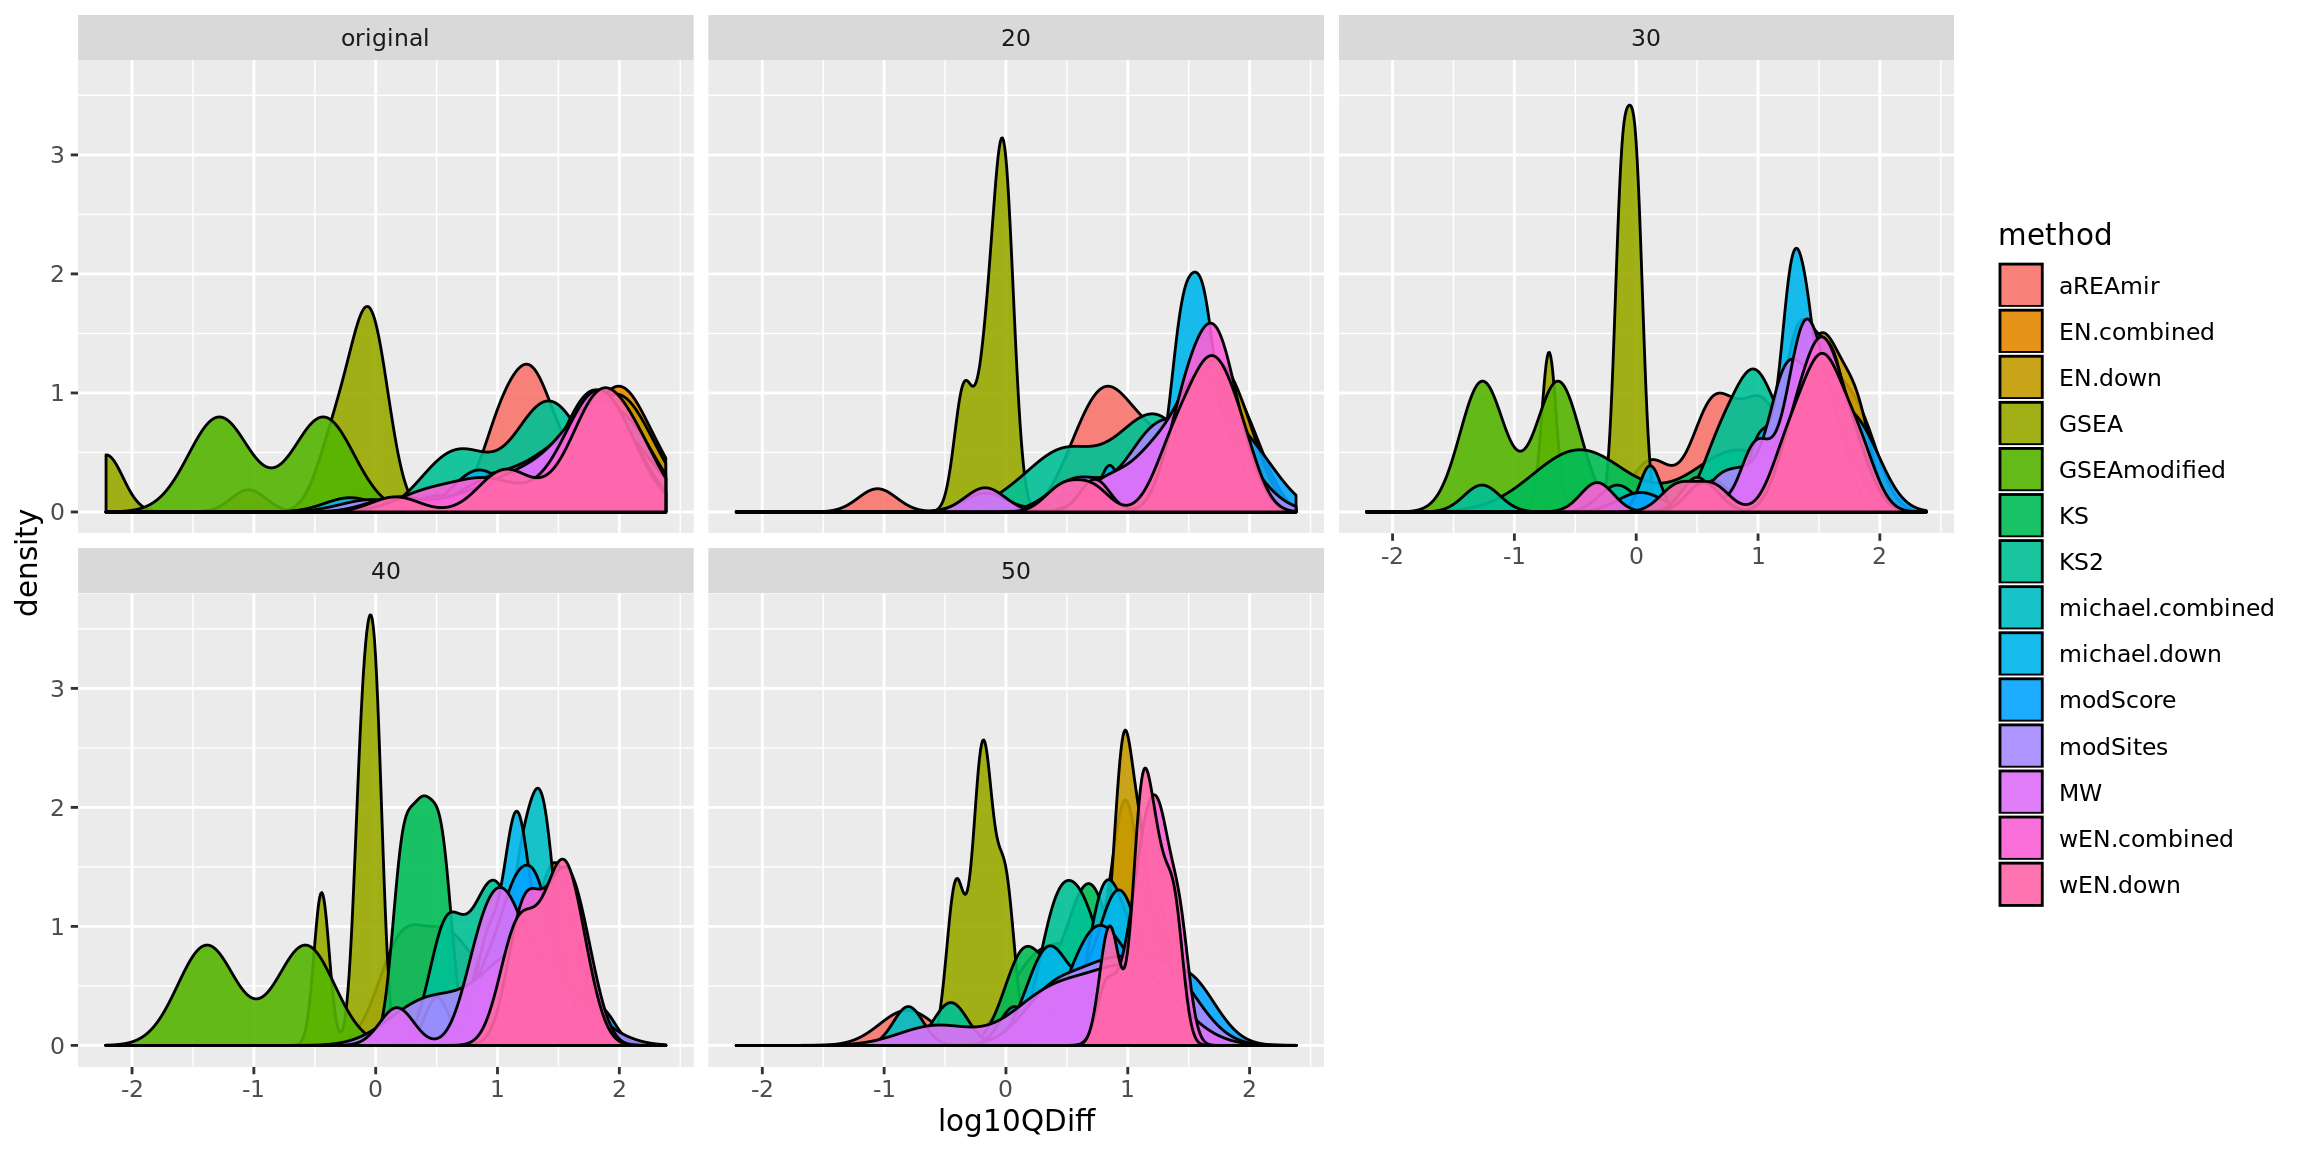 original
20
30
3
2
1
0
-2
-1
0
1
2
40
50
3
2
1
0
-2
-1
0
1
2
-2
-1
0
1
2
density
log10QDiff
method
aREAmir
EN.combined
EN.down
GSEA
GSEAmodified
KS
KS2
michael.combined
michael.down
modScore
modSites
MW
wEN.combined
wEN.down